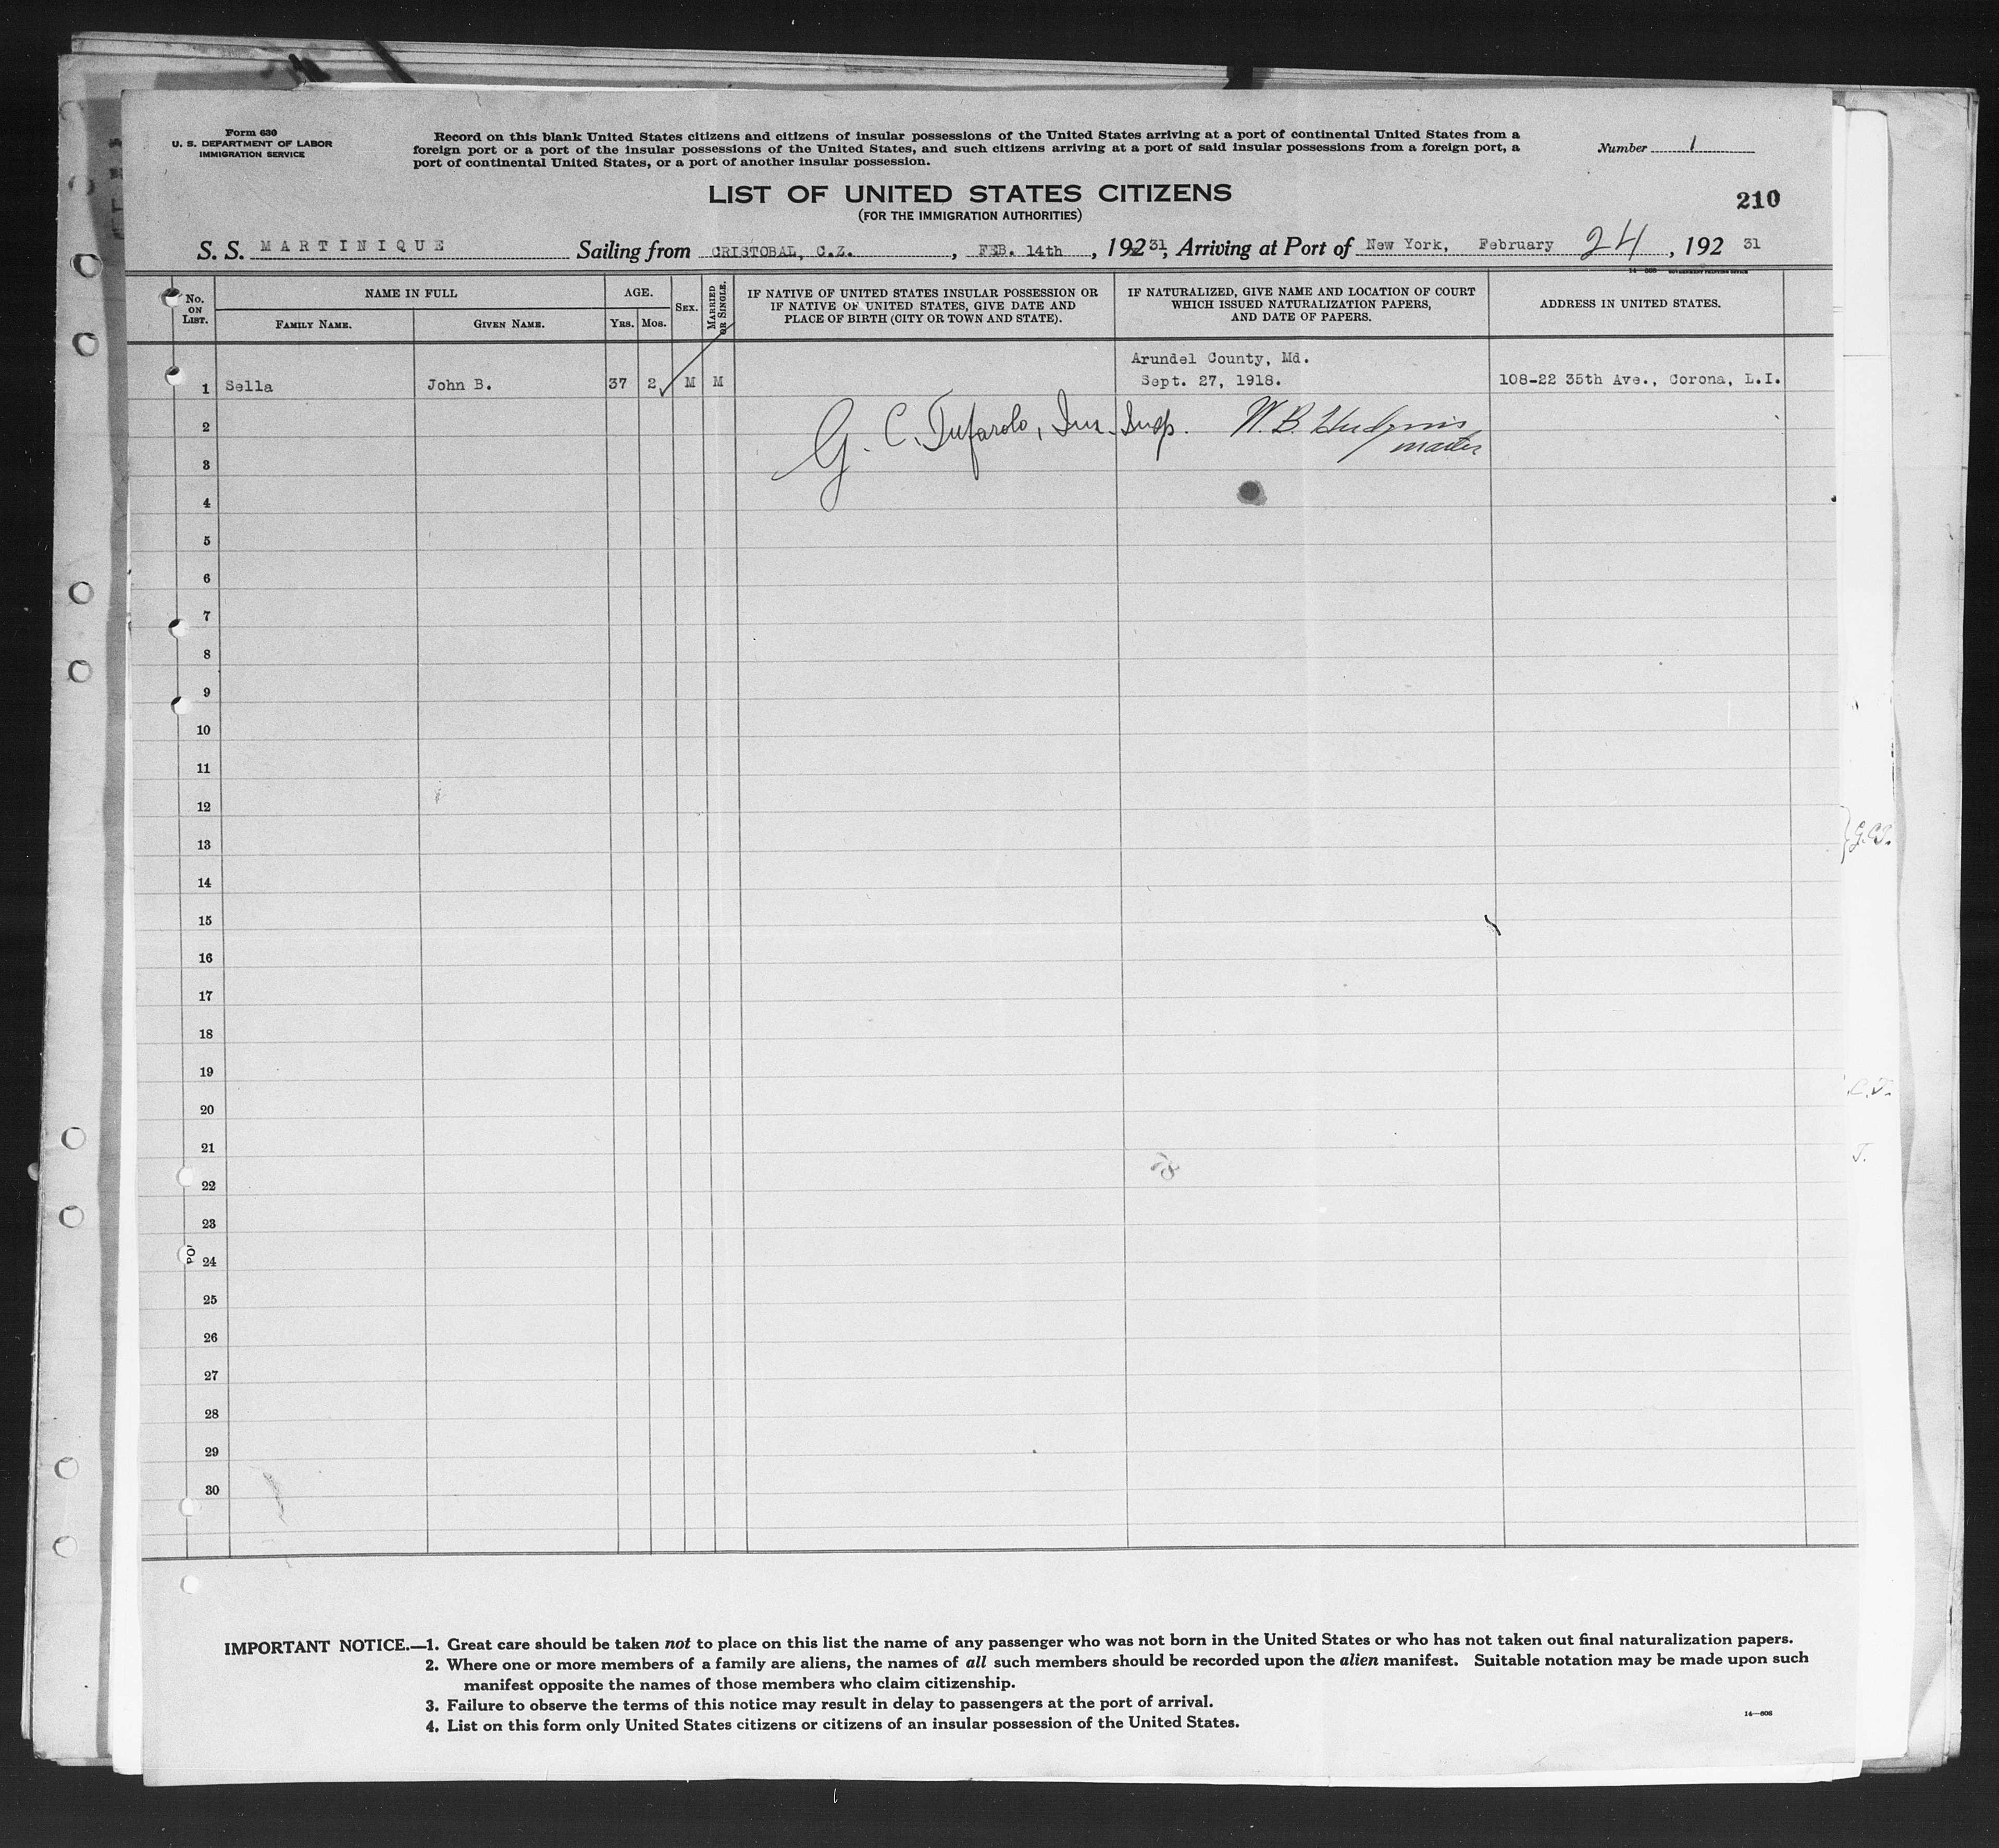 Form 630
U. S. DEPARTMENT OF LABOR
IMMIGRATION SERVICE
Record on this blank United States citizens and citizens of insular possessions of the United States arriving at a port of continental United States from a
foreign port or a port of the insular possessions of the United States, and such citizens arriving at a port of said insular possessions from a foreign port, a
port of continental United States, or a port of another insular possession.
Number 1
210
LIST OF UNITED STATES CITIZENS
(FOR THE IMMIGRATION AUTHORITIES)
S. S. MARTINIQUE Sailing from CRISTOBAL, C.Z. , FEB. 14th , 192 31, Arriving at Port of New York, February 24 , 192 31
No. ON LIST.
NAME IN FULL
FAMILY NAME.
GIVEN NAME.
AGE.
YRS.
MOS.
SEX.
MARRIED OR SINGLE.
IF NATIVE OF UNITED STATES INSULAR POSSESSION OR
IF NATIVE OF UNITED STATES, GIVE DATE AND
PLACE OF BIRTH (CITY OR TOWN AND STATE).
IF NATURALIZED, GIVE NAME AND LOCATION OF COURT
WHICH ISSUED NATURALIZATION PAPERS,
AND DATE OF PAPERS.
ADDRESS IN UNITED STATES.
Arundel County, Md.
1 Sella John B. 37 2 M M Sept. 27, 1918. 108-22 35th Ave., Corona, L.I.
2 G. C. Tufarolo, Imm. Insp. W. B. Hudgins
master
3
4
5
6
7
8
9
10
11
12
13
14
15
16
17
18
19
20
21
22
23
24
25
26
27
28
29
30
IMPORTANT NOTICE.—1. Great care should be taken not to place on this list the name of any passenger who was not born in the United States or who has not taken out final naturalization papers.
2. Where one or more members of a family are aliens, the names of all such members should be recorded upon the alien manifest. Suitable notation may be made upon such
manifest opposite the names of those members who claim citizenship.
3. Failure to observe the terms of this notice may result in delay to passengers at the port of arrival.
4. List on this form only United States citizens or citizens of an insular possession of the United States.
14—606